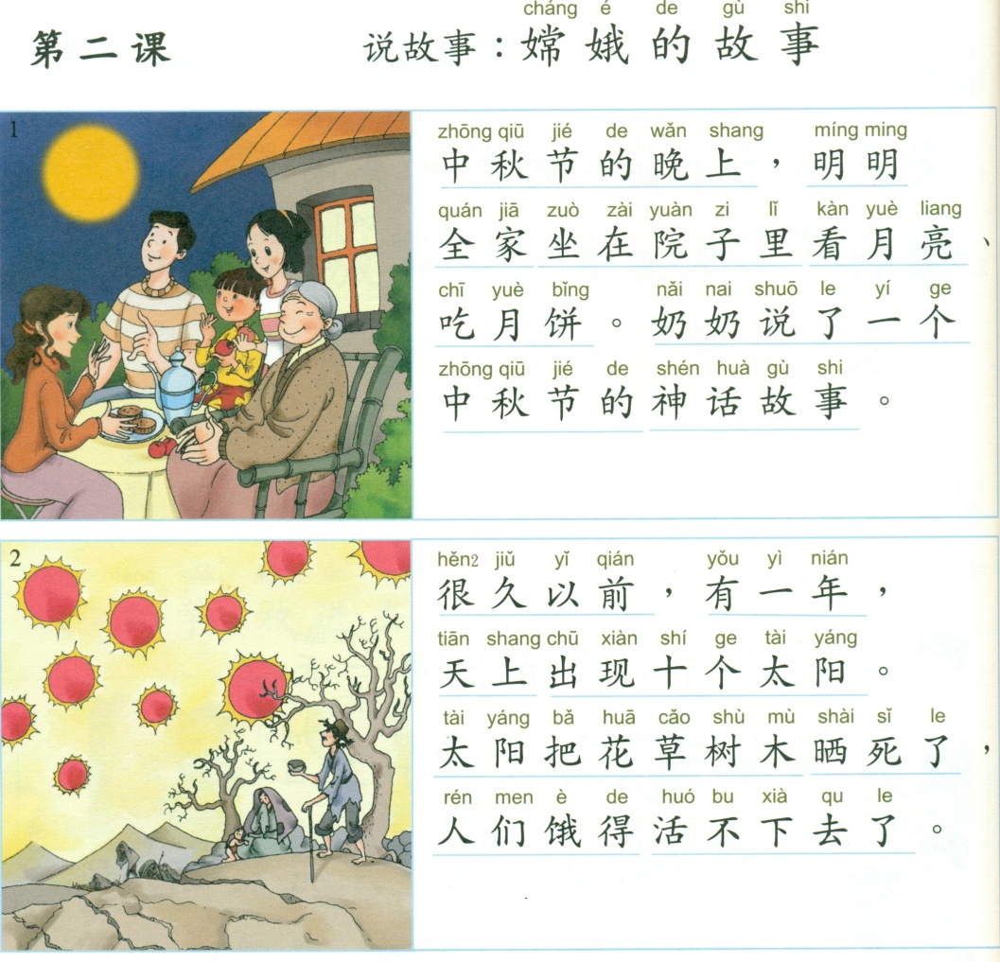 cháng é de gù shi
第二课 说故事：嫦娥的故事
1
zhōng qiū jié de wǎn shang míng ming
中秋节的晚上，明明
quán jiā zuò zài yuàn zi lǐ kàn yuè liang
全家坐在院子里看月亮、
chī yuè bǐng nǎi nai shuō le yí ge
吃月饼。奶奶说了一个
zhōng qiū jié de shén huà gù shi
中秋节的神话故事。
2
hěn2 jiǔ yǐ qián yǒu yì nián
很久以前，有一年，
tiān shang chū xiàn shí ge tài yáng
天上出现十个太阳。
tài yáng bǎ huā cǎo shù mù shài sǐ le
太阳把花草树木晒死了，
rén men è de huó bu xià qu le
人们饿得活不下去了。